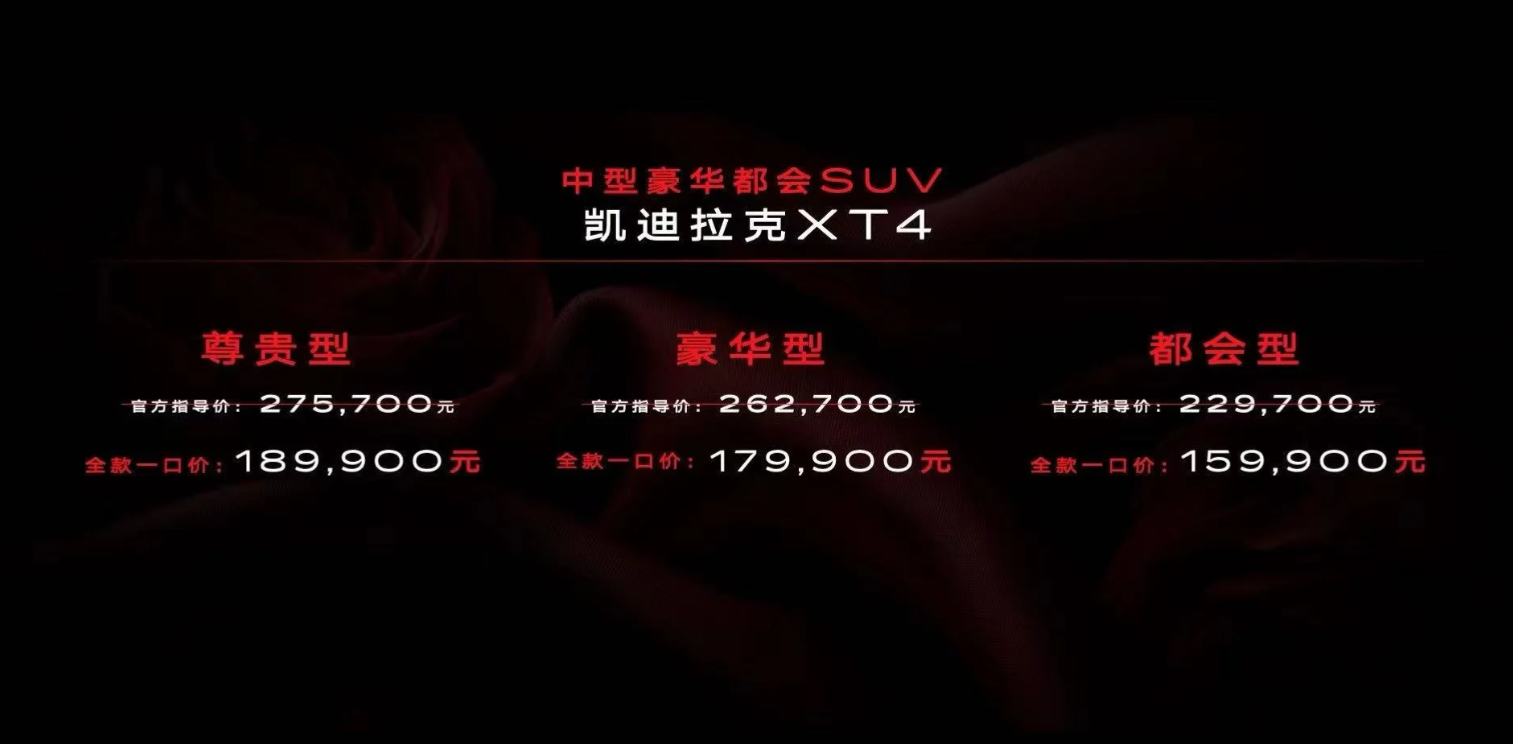 中型豪华都会SUV
凯迪拉克XT4
尊贵型
官方指导价：275,700元
全款一口价：189,900元
豪华型
官方指导价：262,700元
全款一口价：179,900元
都会型
官方指导价：229,700元
全款一口价：159,900元